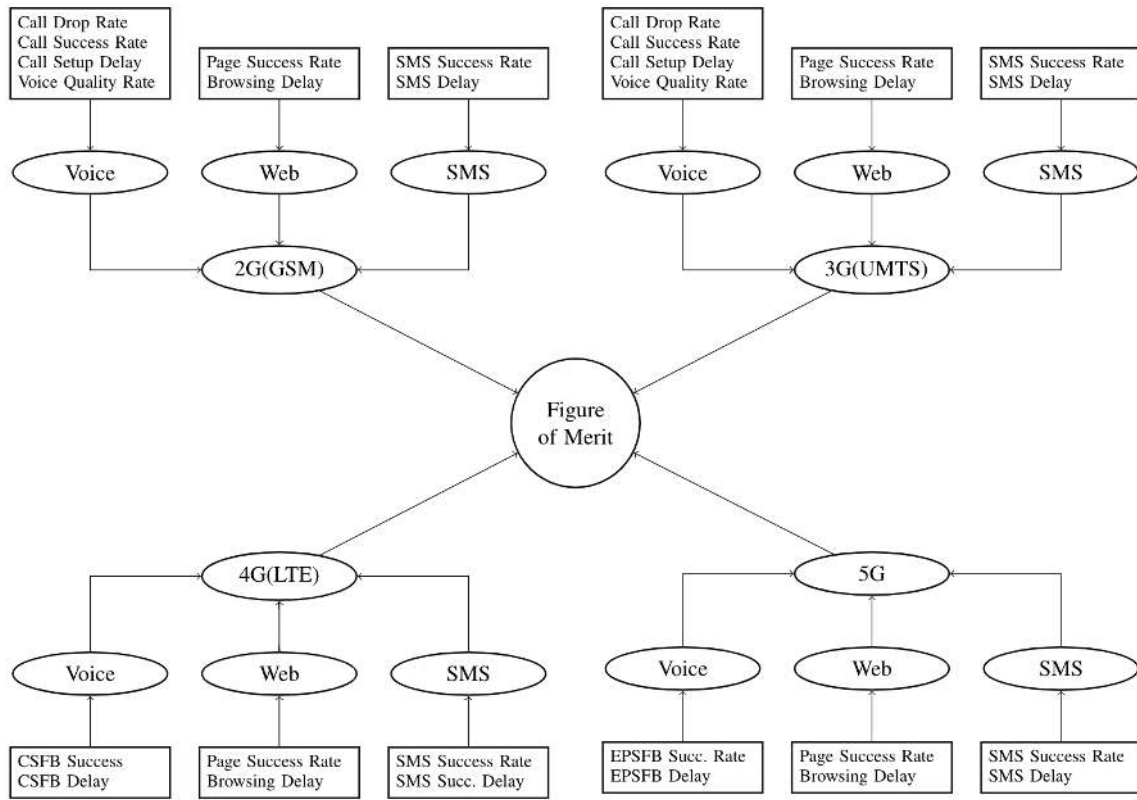 Call Drop Rate
Call Success Rate
Call Setup Delay
Voice Quality Rate
Page Success Rate
Browsing Delay
SMS Success Rate
SMS Delay
Voice
Web
SMS
2G(GSM)
Call Drop Rate
Call Success Rate
Call Setup Delay
Voice Quality Rate
Page Success Rate
Browsing Delay
SMS Success Rate
SMS Delay
Voice
Web
SMS
3G(UMTS)
Figure
of Merit
4G(LTE)
Voice
Web
SMS
CSFB Success
CSFB Delay
Page Success Rate
Browsing Delay
SMS Success Rate
SMS Succ. Delay
5G
Voice
Web
SMS
EPSFB Succ. Rate
EPSFB Delay
Page Success Rate
Browsing Delay
SMS Success Rate
SMS Delay